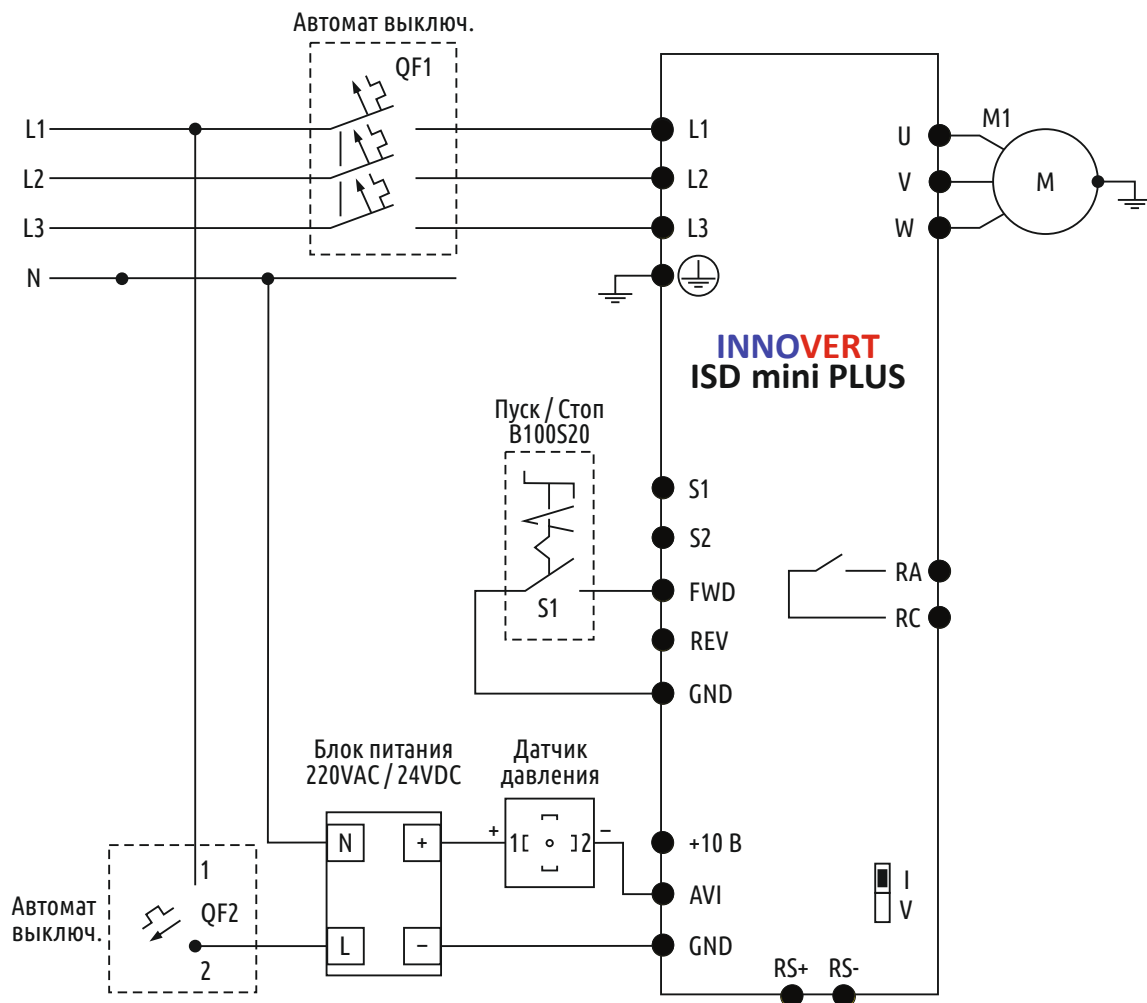 Автомат выключ.
QF1
L1
L2
L3
N
L1
L2
L3
U
V
W
M1
M
INNOVERT
ISD mini PLUS
Пуск / Стоп
B100S20
S1
S1
S2
FWD
REV
GND
RA
RC
Блок питания
220VAC / 24VDC
Датчик
давления
N
+
L
−
+
1
2
−
+10 В
AVI
GND
I
V
Автомат
выключ.
1
QF2
2
RS+
RS-